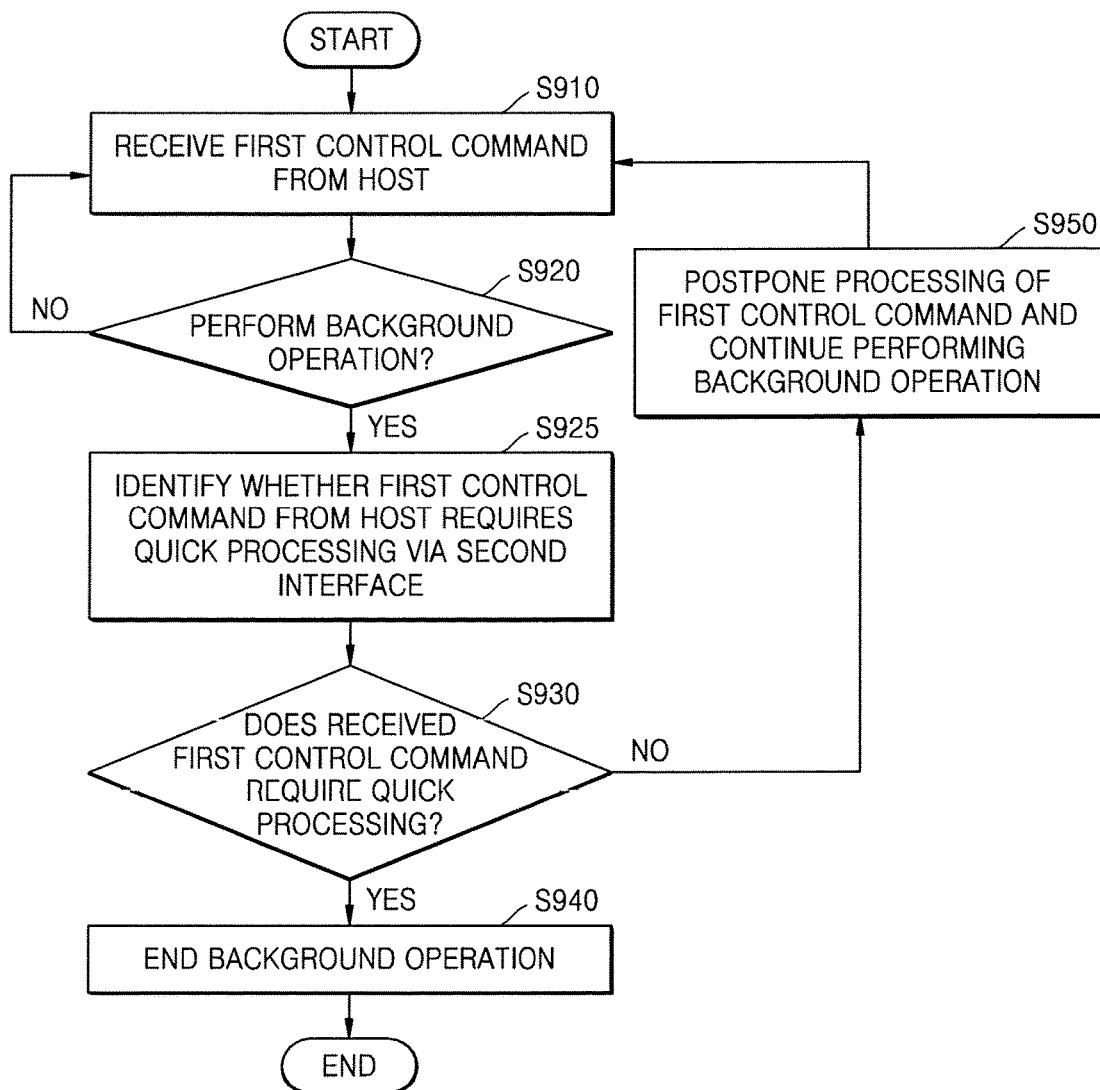 START
S910
RECEIVE FIRST CONTROL COMMAND
FROM HOST
S920
NO
PERFORM BACKGROUND
OPERATION?
YES
S925
IDENTIFY WHETHER FIRST CONTROL
COMMAND FROM HOST REQUIRES
QUICK PROCESSING VIA SECOND
INTERFACE
S930
DOES RECEIVED
FIRST CONTROL COMMAND
REQUIRE QUICK
PROCESSING?
NO
YES
S940
END BACKGROUND OPERATION
END
S950
POSTPONE PROCESSING OF
FIRST CONTROL COMMAND AND
CONTINUE PERFORMING
BACKGROUND OPERATION